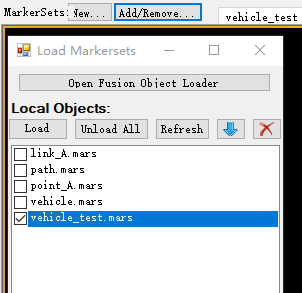 MarkerSets: New... Add/Remove... vehicle_test
Load Markersets
Open Fusion Object Loader
Local Objects:
Load Unload All Refresh
link_A.mars
path.mars
point_A.mars
vehicle.mars
vehicle_test.mars